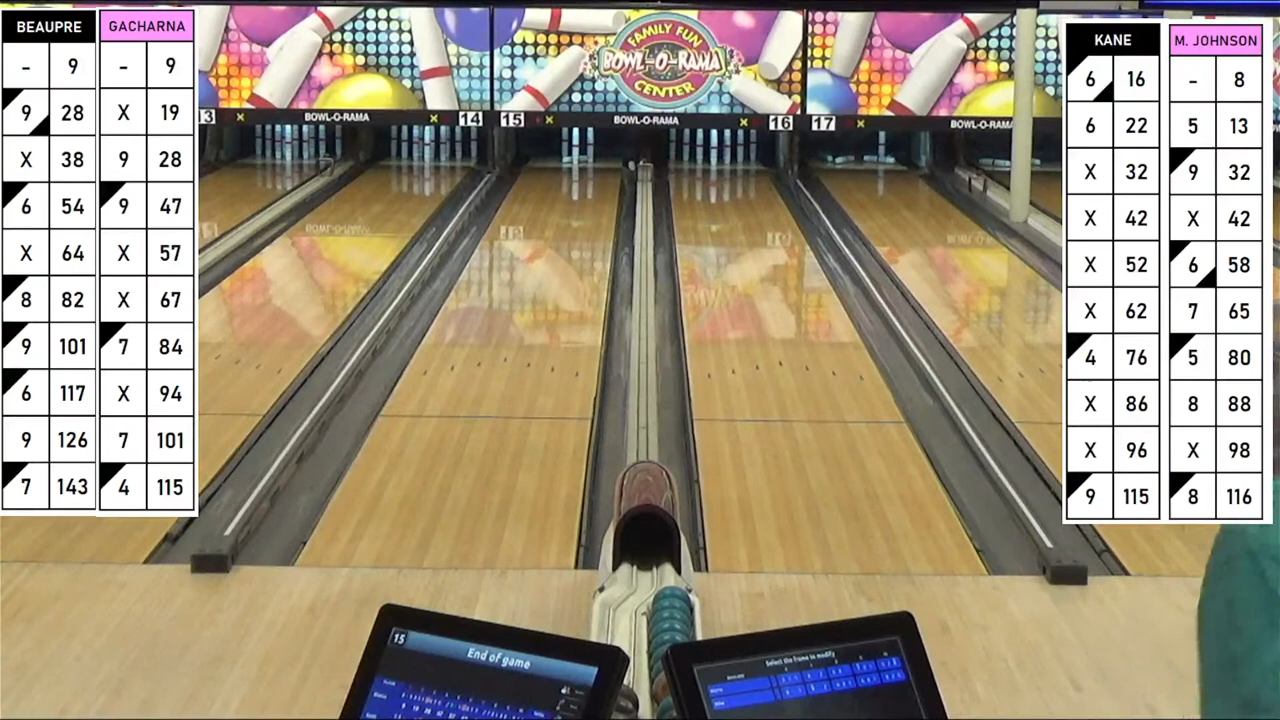 BEAUPRE GACHARNA
- 9 - 9
9 28 X 19
X 38 9 28
6 54 9 47
X 64 X 57
8 82 X 67
9 101 7 84
6 117 X 94
9 126 7 101
7 143 4 115
KANE M. JOHNSON
6 16 - 8
6 22 5 13
X 32 9 32
X 42 X 42
X 52 6 58
X 62 7 65
4 76 5 80
X 86 8 88
X 96 X 98
9 115 8 116
FAMILY FUN
BOWL-O-RAMA
CENTER
3 X BOWL-O-RAMA X 14
15 X BOWL-O-RAMA X 16
17 X BOWL-O-RAMA
15
End of game
Select the frame to modify